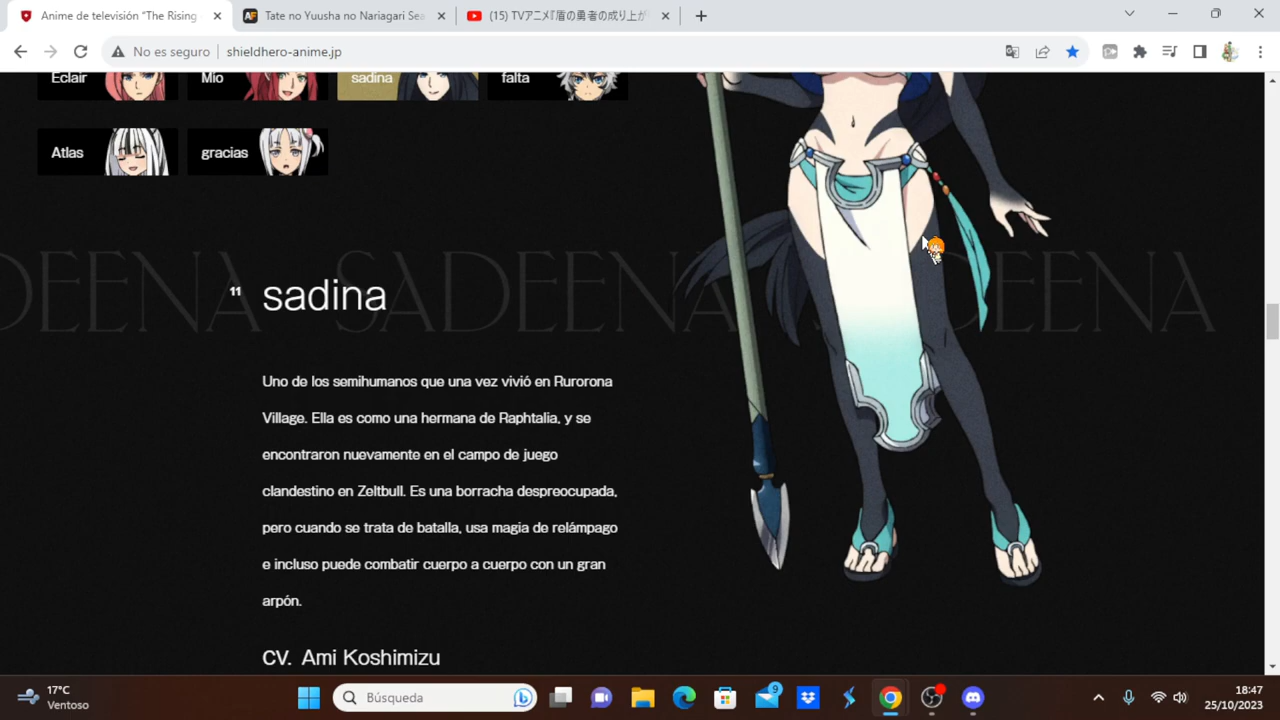 Anime de televisión "The Rising
Tate no Yuusha no Nariagari Sea
(15) TVアニメ『盾の勇者の成り上が
No es seguro
shieldhero-anime.jp
Eclair
Mio
sadina
falta
Atlas
gracias
DEENA SADEENA SADEENA
11 sadina
Uno de los semihumanos que una vez vivió en Rurorona
Village. Ella es como una hermana de Raphtalia, y se
encontraron nuevamente en el campo de juego
clandestino en Zeltbull. Es una borracha despreocupada,
pero cuando se trata de batalla, usa magia de relámpago
e incluso puede combatir cuerpo a cuerpo con un gran
arpón.
CV. Ami Koshimizu
17°C
Ventoso
Búsqueda
9
18:47
25/10/2023